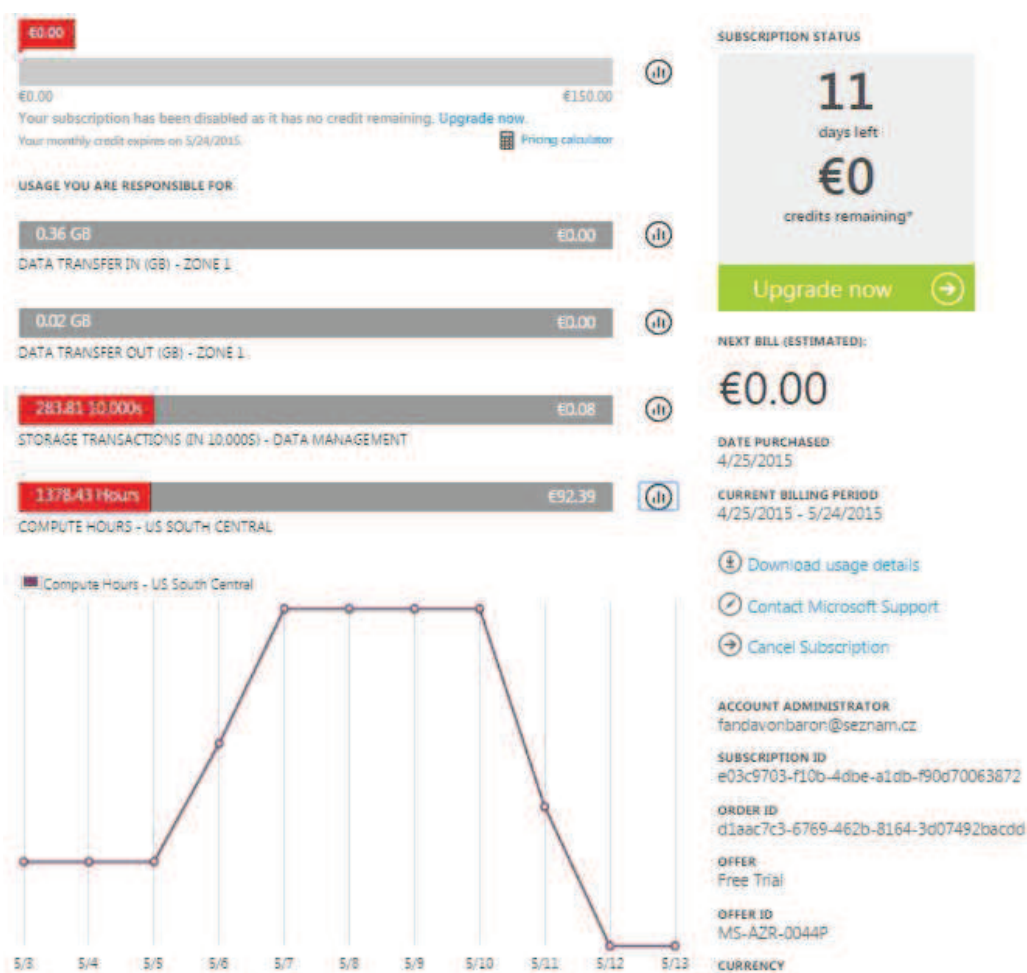 €0.00
€0.00 €150.00
Your subscription has been disabled as it has no credit remaining. Upgrade now.
Your monthly credit expires on 5/24/2015. Pricing calculator
USAGE YOU ARE RESPONSIBLE FOR
0.36 GB €0.00
DATA TRANSFER IN (GB) - ZONE 1
0.02 GB €0.00
DATA TRANSFER OUT (GB) - ZONE 1
283.81 10,000s €0.08
STORAGE TRANSACTIONS (IN 10,000S) - DATA MANAGEMENT
1378.43 Hours €92.39
COMPUTE HOURS - US SOUTH CENTRAL
Compute Hours - US South Central
5/3 5/4 5/5 5/6 5/7 5/8 5/9 5/10 5/11 5/12 5/13
SUBSCRIPTION STATUS
11
days left
€0
credits remaining*
Upgrade now
NEXT BILL (ESTIMATED):
€0.00
DATE PURCHASED
4/25/2015
CURRENT BILLING PERIOD
4/25/2015 - 5/24/2015
Download usage details
Contact Microsoft Support
Cancel Subscription
ACCOUNT ADMINISTRATOR
fandavonbaron@seznam.cz
SUBSCRIPTION ID
e03c9703-f10b-4dbe-a1db-f90d70063872
ORDER ID
d1aac7c3-6769-462b-8164-3d07492bacdd
OFFER
Free Trial
OFFER ID
MS-AZR-0044P
CURRENCY